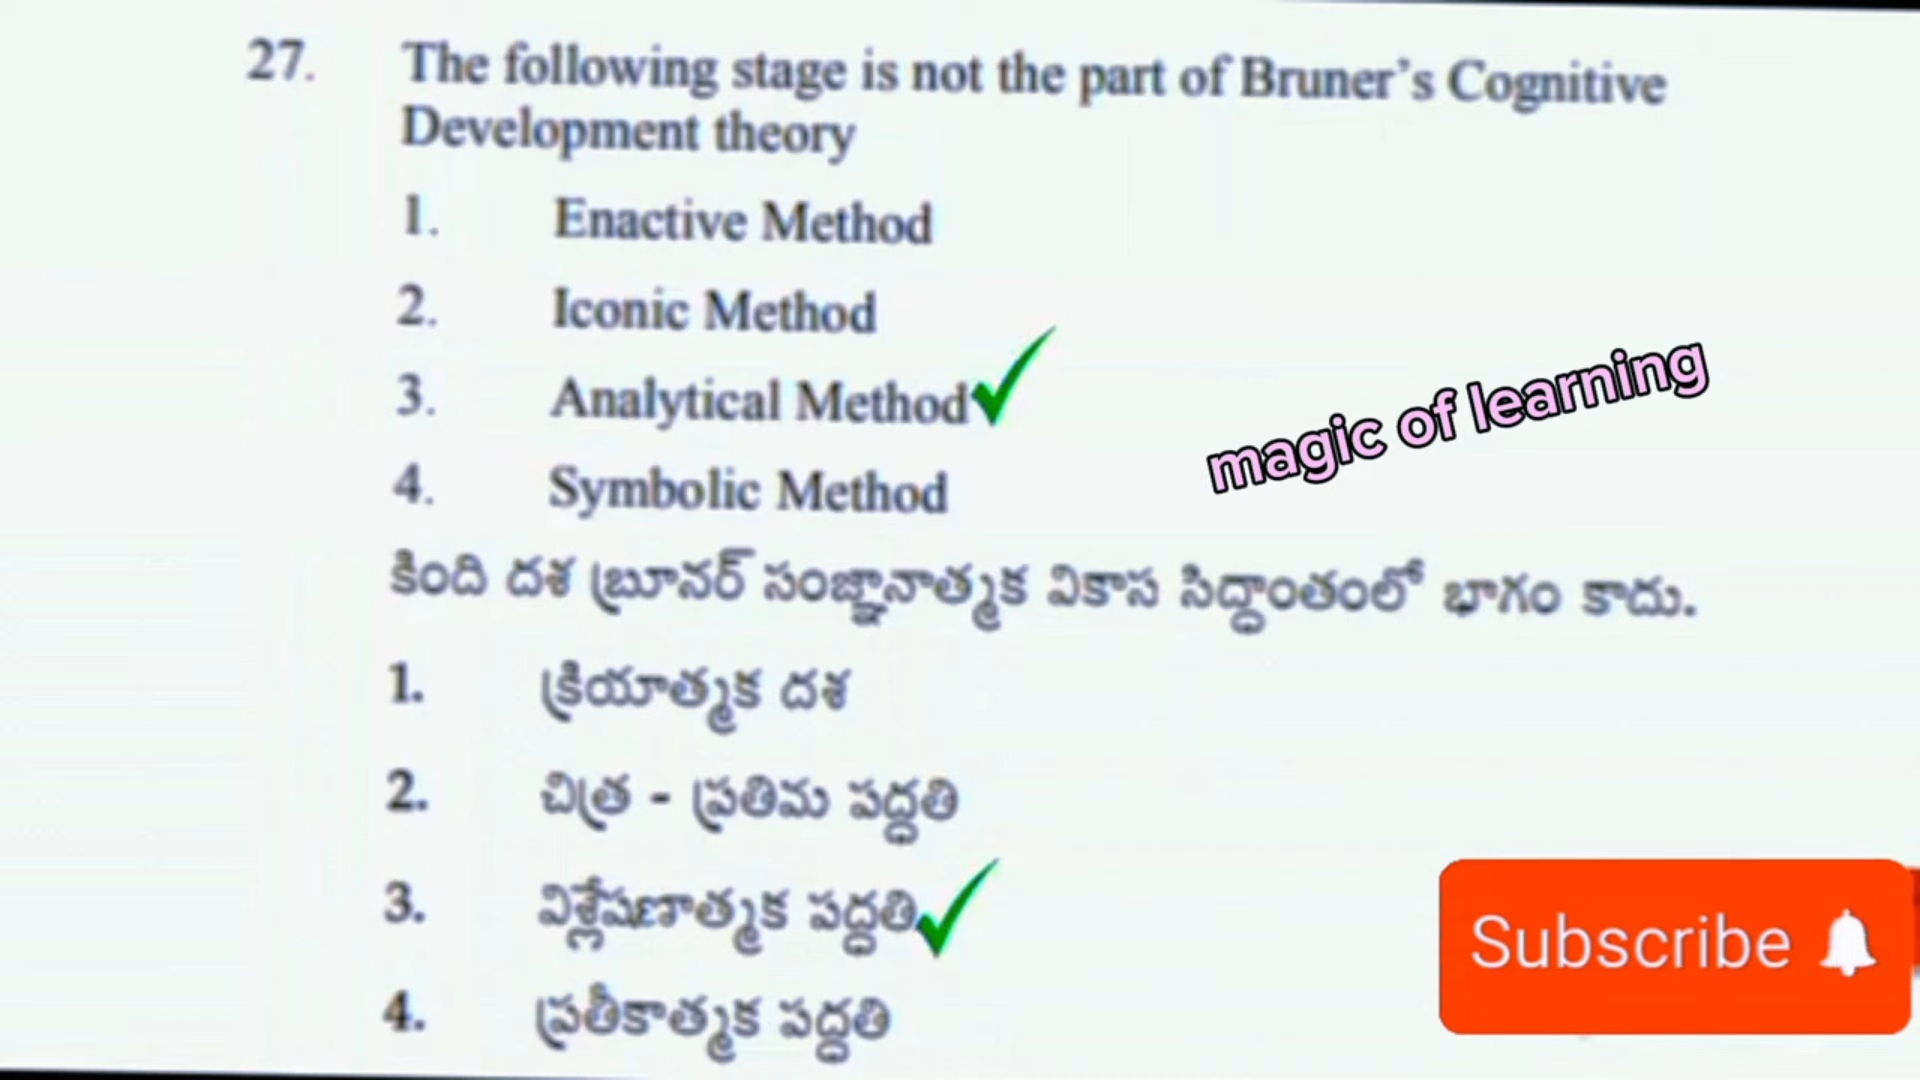 27. The following stage is not the part of Bruner's Cognitive
Development theory
1. Enactive Method
2. Iconic Method
3. Analytical Method
4. Symbolic Method
magic of learning
కింది దశ బ్రూనర్ సంజ్ఞానాత్మక వికాస సిద్ధాంతంలో భాగం కాదు.
1. క్రియాత్మక దశ
2. చిత్ర - ప్రతిమ పద్ధతి
3. విశ్లేషణాత్మక పద్ధతి
4. ప్రతీకాత్మక పద్ధతి
Subscribe